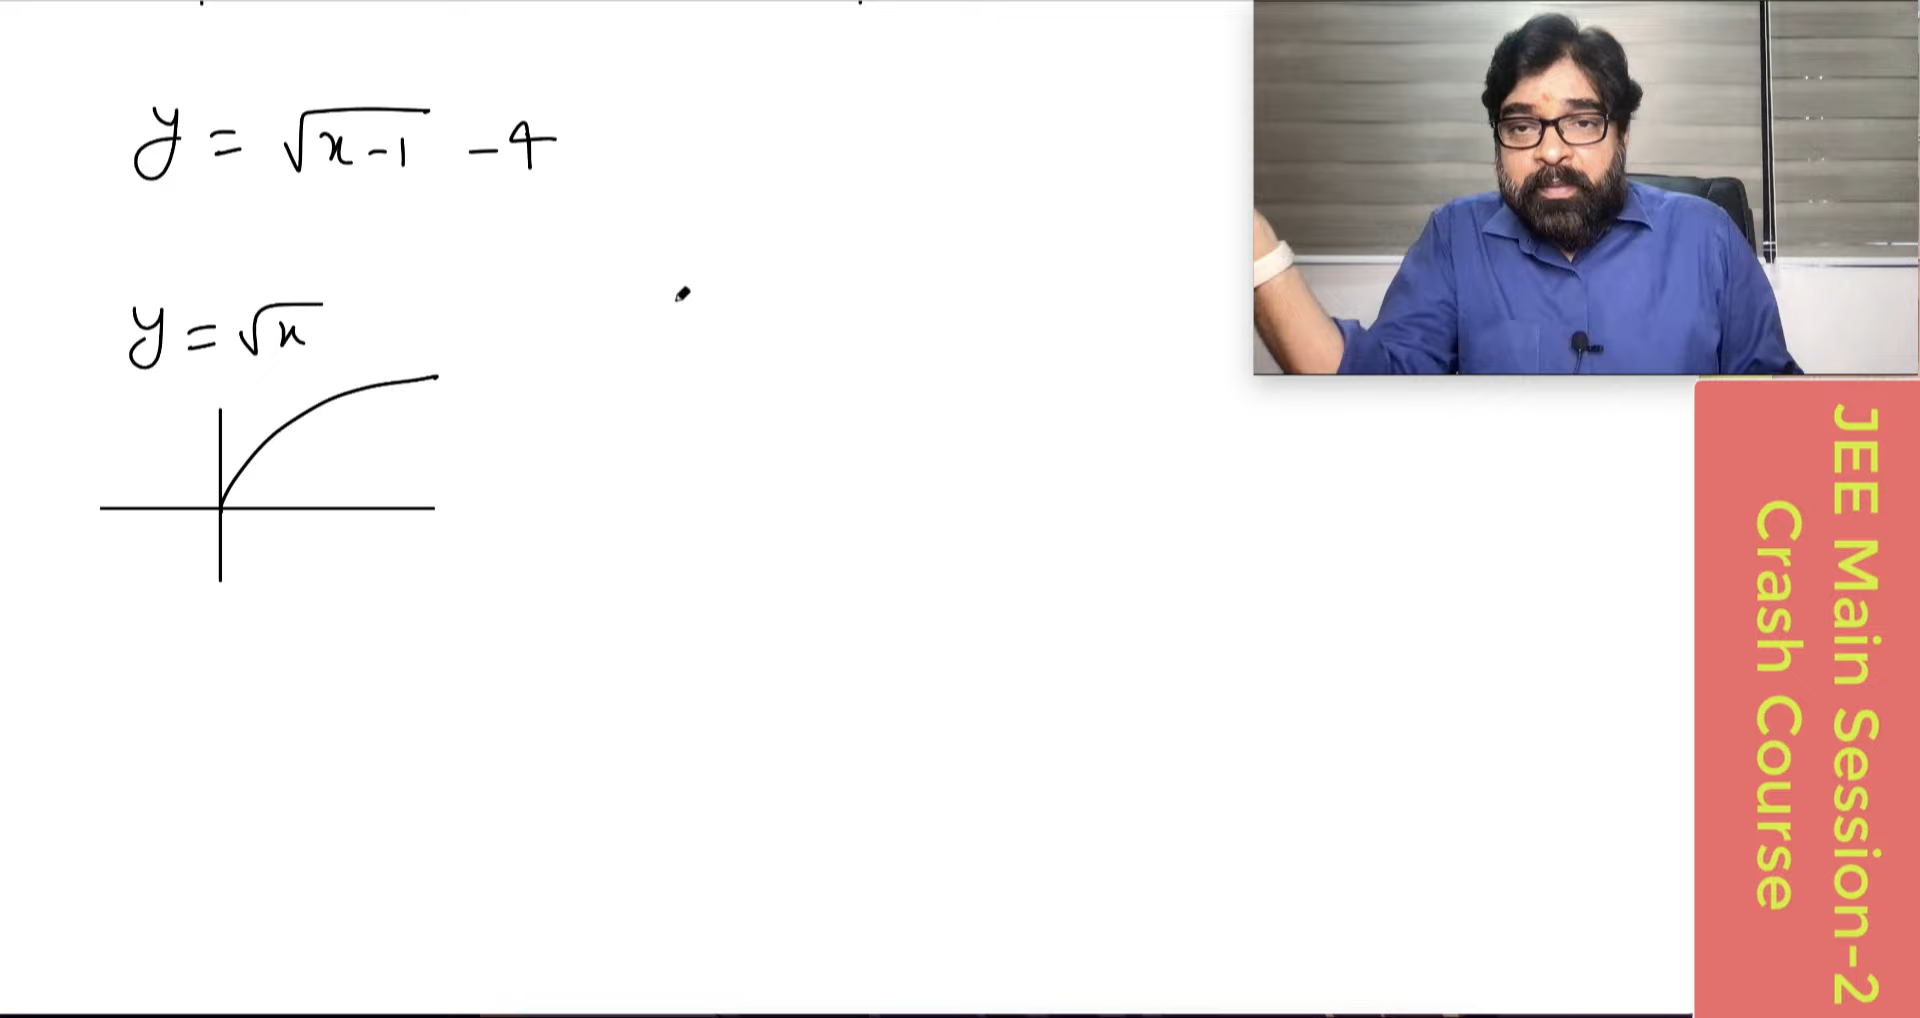 y = √x-1 - 4
y = √x
JEE Main Session-2
Crash Course